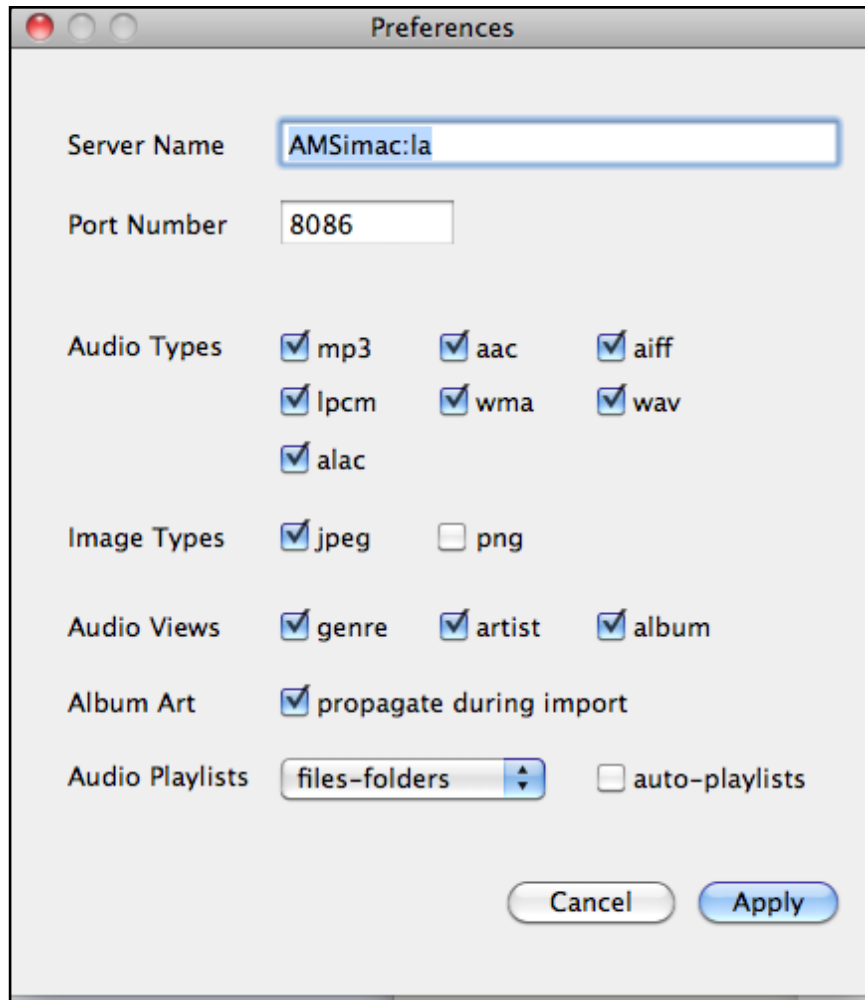 Preferences
Server Name AMSimac:la
Port Number 8086
Audio Types mp3 aac aiff
lpcm wma wav
alac
Image Types jpeg png
Audio Views genre artist album
Album Art propagate during import
Audio Playlists files-folders auto-playlists
Cancel Apply